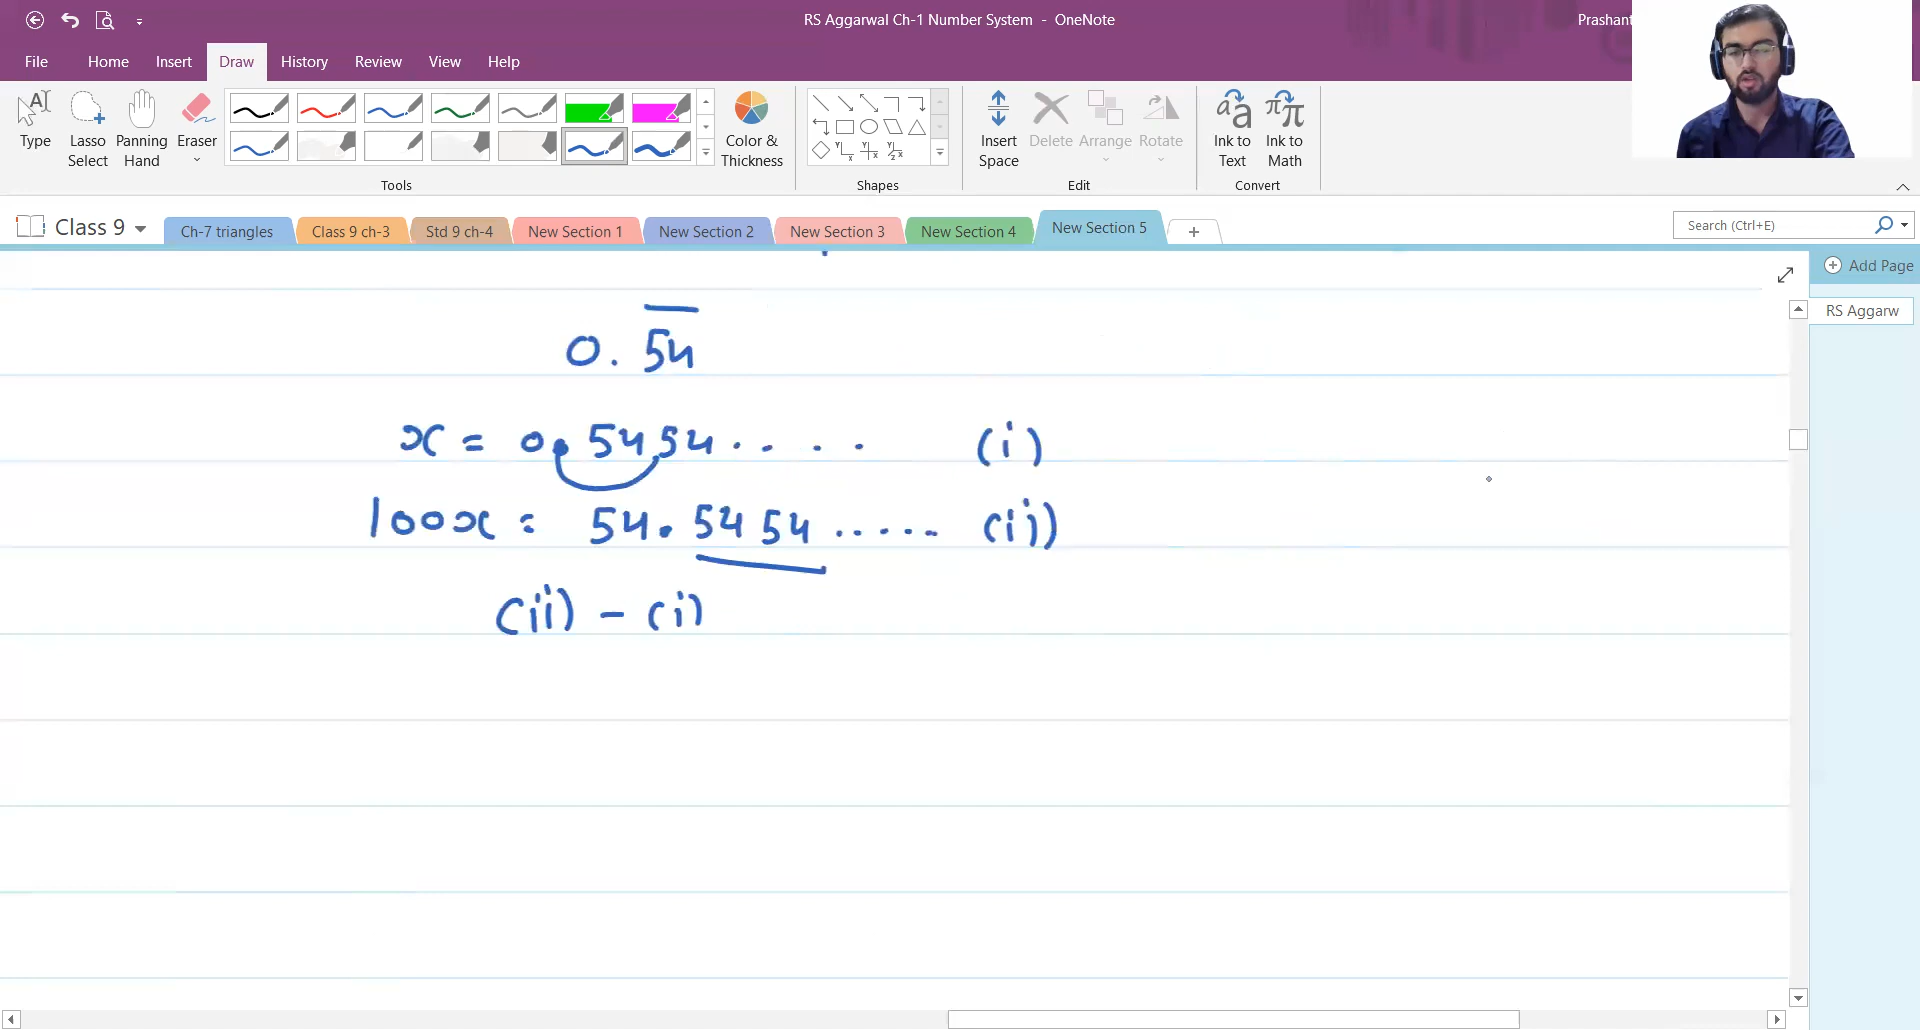 RS Aggarwal Ch-1 Number System - OneNote
Prashant
File Home Insert Draw History Review View Help
Type
Lasso Select
Panning Hand
Eraser
Color & Thickness
Insert Space
Delete
Arrange
Rotate
Ink to Text
Ink to Math
Tools Shapes Edit Convert
Class 9 Ch-7 triangles Class 9 ch-3 Std 9 ch-4 New Section 1 New Section 2 New Section 3 New Section 4 New Section 5 +
Search (Ctrl+E)
Add Page
RS Aggarw
0.5̅4̅
x = 0.5454.... (i)
100x = 54.5454..... (ii)
(ii) - (i)